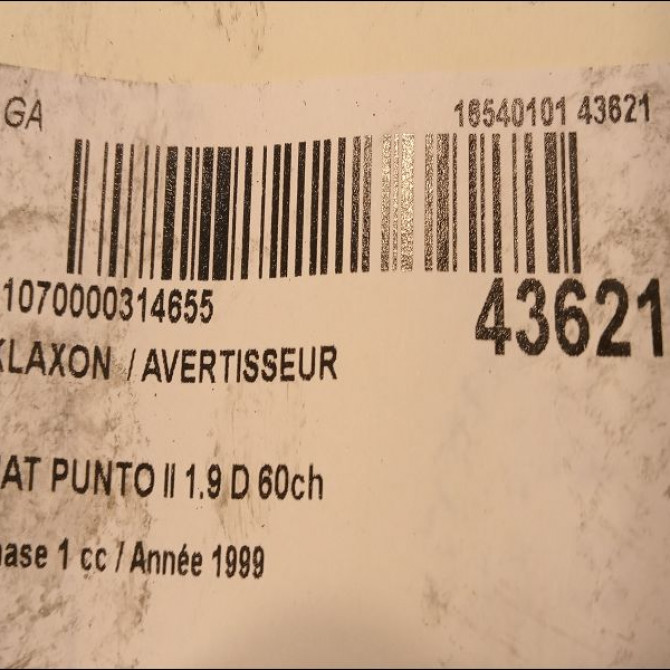 GA
16540101 43621
1070000314655
43621
KLAXON / AVERTISSEUR
AT PUNTO II 1.9 D 60ch
hase 1 cc / Année 1999